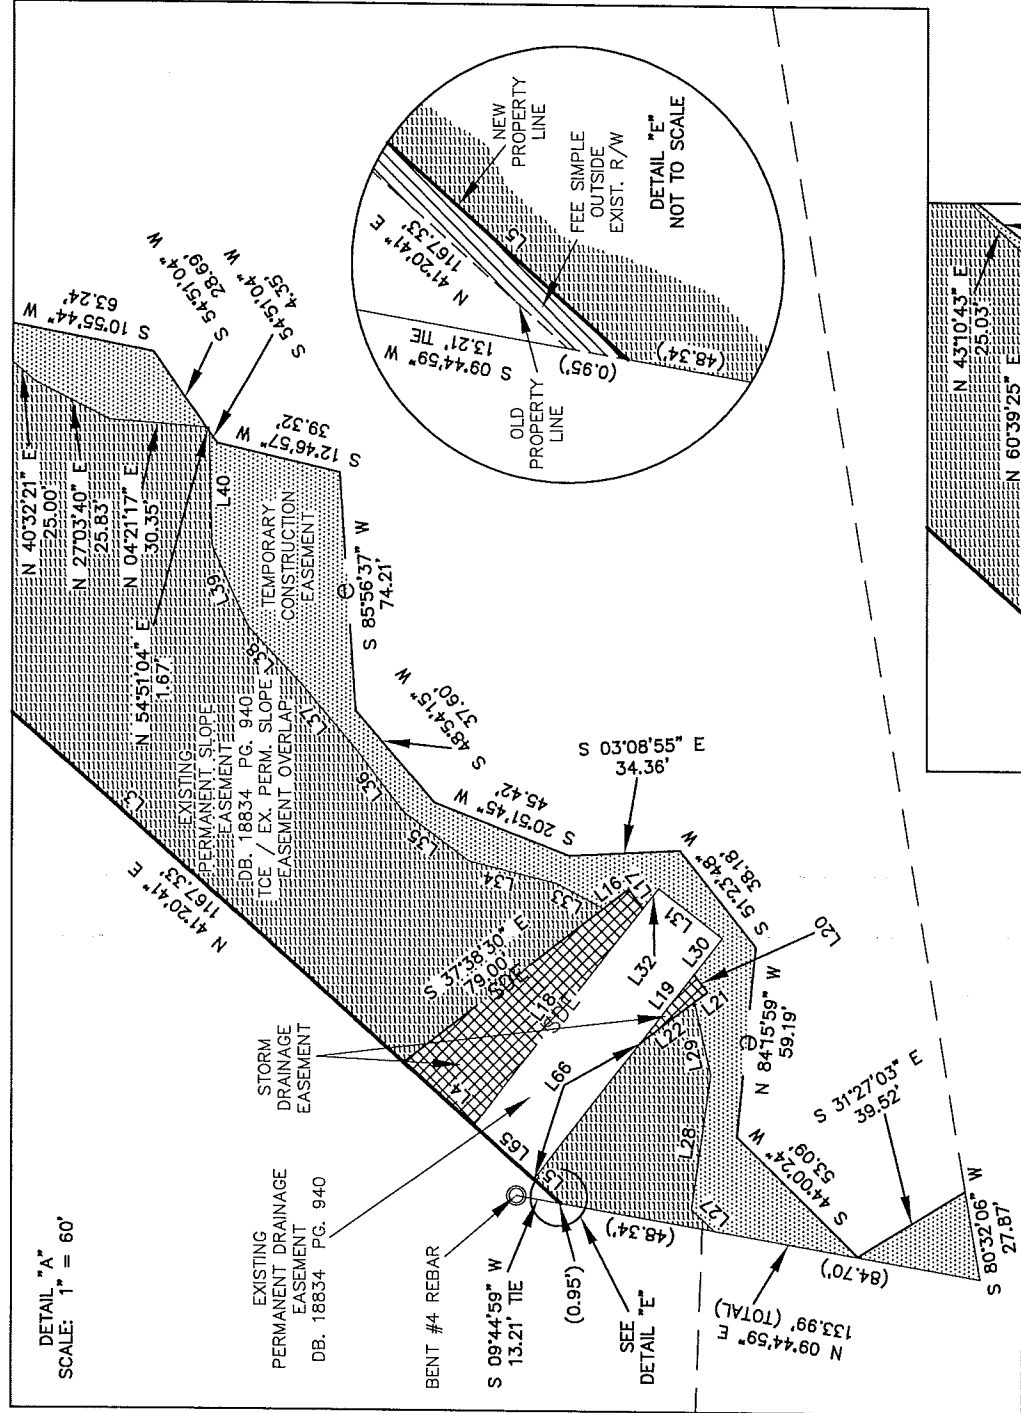 DETAIL "A"
SCALE: 1" = 60'
N 40°32'21" E
25.00'
N 27°03'40" E
25.83'
N 04°21'17" E
30.35'
N 54°51'04" E
1.67'
S 10°55'44" W
63.24'
S 54°51'04" W
28.69'
S 54°51'04" W
4.35'
S 12°46'57" W
39.32'
L40
L39
L38
L37
L36
L35
L34
L33
TEMPORARY
CONSTRUCTION
EASEMENT
S 85°56'37" W
74.21'
S 48°54'15" W
37.60'
S 20°51'45" W
45.42'
S 03°08'55" E
34.36'
S 51°23'48" W
38.18'
N 84°15'59" W
59.19'
S 44°00'24" W
53.09'
S 31°27'03" E
39.52'
S 80°32'06" W
27.87'
L3
N 41°20'41" E
1167.33'
EXISTING
PERMANENT SLOPE
EASEMENT
DB. 18834 PG. 940
TCE / EX. PERM. SLOPE
EASEMENT OVERLAP
S 37°38'30" E
79.00'
SDE
L18
SDE
L4
L16
L17
L32
L31
L30
L19
L20
L21
L22
L29
L28
L27
L66
L65
L5
STORM
DRAINAGE
EASEMENT
EXISTING
PERMANENT DRAINAGE
EASEMENT
DB. 18834 PG. 940
BENT #4 REBAR
S 09°44'59" W
13.21' TIE
(0.95')
SEE
DETAIL "E"
(48.34')
(84.70')
N 09°44'59" E
133.99' (TOTAL)
NEW
PROPERTY
LINE
FEE SIMPLE
OUTSIDE
EXIST. R/W
DETAIL "E"
NOT TO SCALE
L5
N 41°20'41" E
1167.33'
S 09°44'59" W
13.21' TIE
(0.95')
(48.34')
OLD
PROPERTY
LINE
N 43°10'43" E
25.03'
N 60°39'25" E